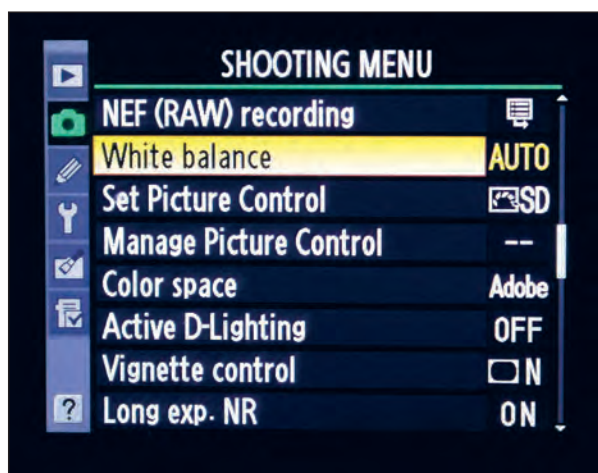 SHOOTING MENU
NEF (RAW) recording
White balance AUTO
Set Picture Control SD
Manage Picture Control --
Color space Adobe
Active D-Lighting OFF
Vignette control N
Long exp. NR ON
?